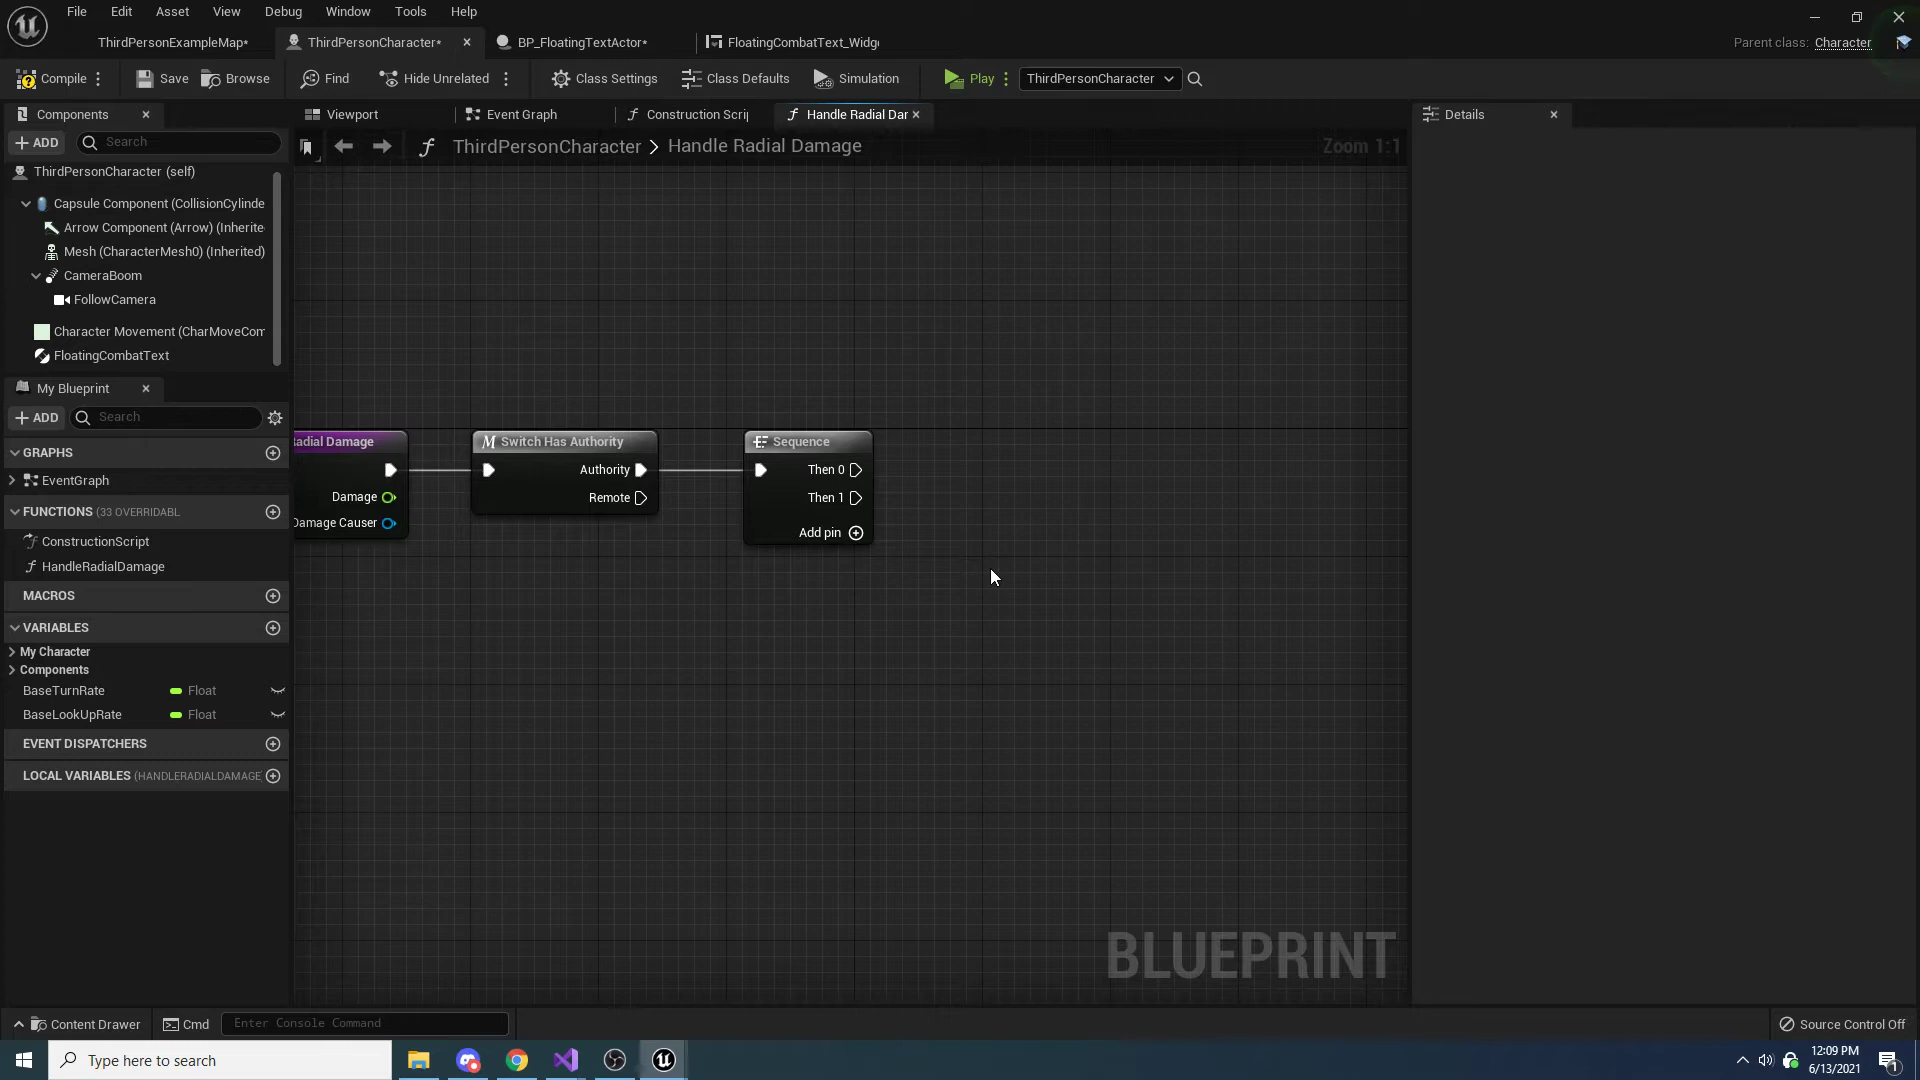 File Edit Asset View Debug Window Tools Help
ThirdPersonExampleMap* ThirdPersonCharacter* BP_FloatingTextActor* FloatingCombatText_Widg Parent class: Character
Compile Save Browse Find Hide Unrelated Class Settings Class Defaults Simulation Play ThirdPersonCharacter
Components Viewport Event Graph Construction Scrip Handle Radial Dar Details
ADD Search ThirdPersonCharacter > Handle Radial Damage Zoom 1:1
ThirdPersonCharacter (self)
Capsule Component (CollisionCylinde
Arrow Component (Arrow) (Inherite
Mesh (CharacterMesh0) (Inherited)
CameraBoom
FollowCamera
Character Movement (CharMoveCom
FloatingCombatText
My Blueprint
ADD Search
GRAPHS
EventGraph
FUNCTIONS (33 OVERRIDABL
ConstructionScript
HandleRadialDamage
MACROS
VARIABLES
My Character
Components
BaseTurnRate Float
BaseLookUpRate Float
EVENT DISPATCHERS
LOCAL VARIABLES (HANDLERADIALDAMAGE)
adial Damage
Damage
Damage Causer
Switch Has Authority
Authority
Remote
Sequence
Then 0
Then 1
Add pin
BLUEPRINT
Content Drawer Cmd Enter Console Command Source Control Off
Type here to search
12:09 PM
6/13/2021
1